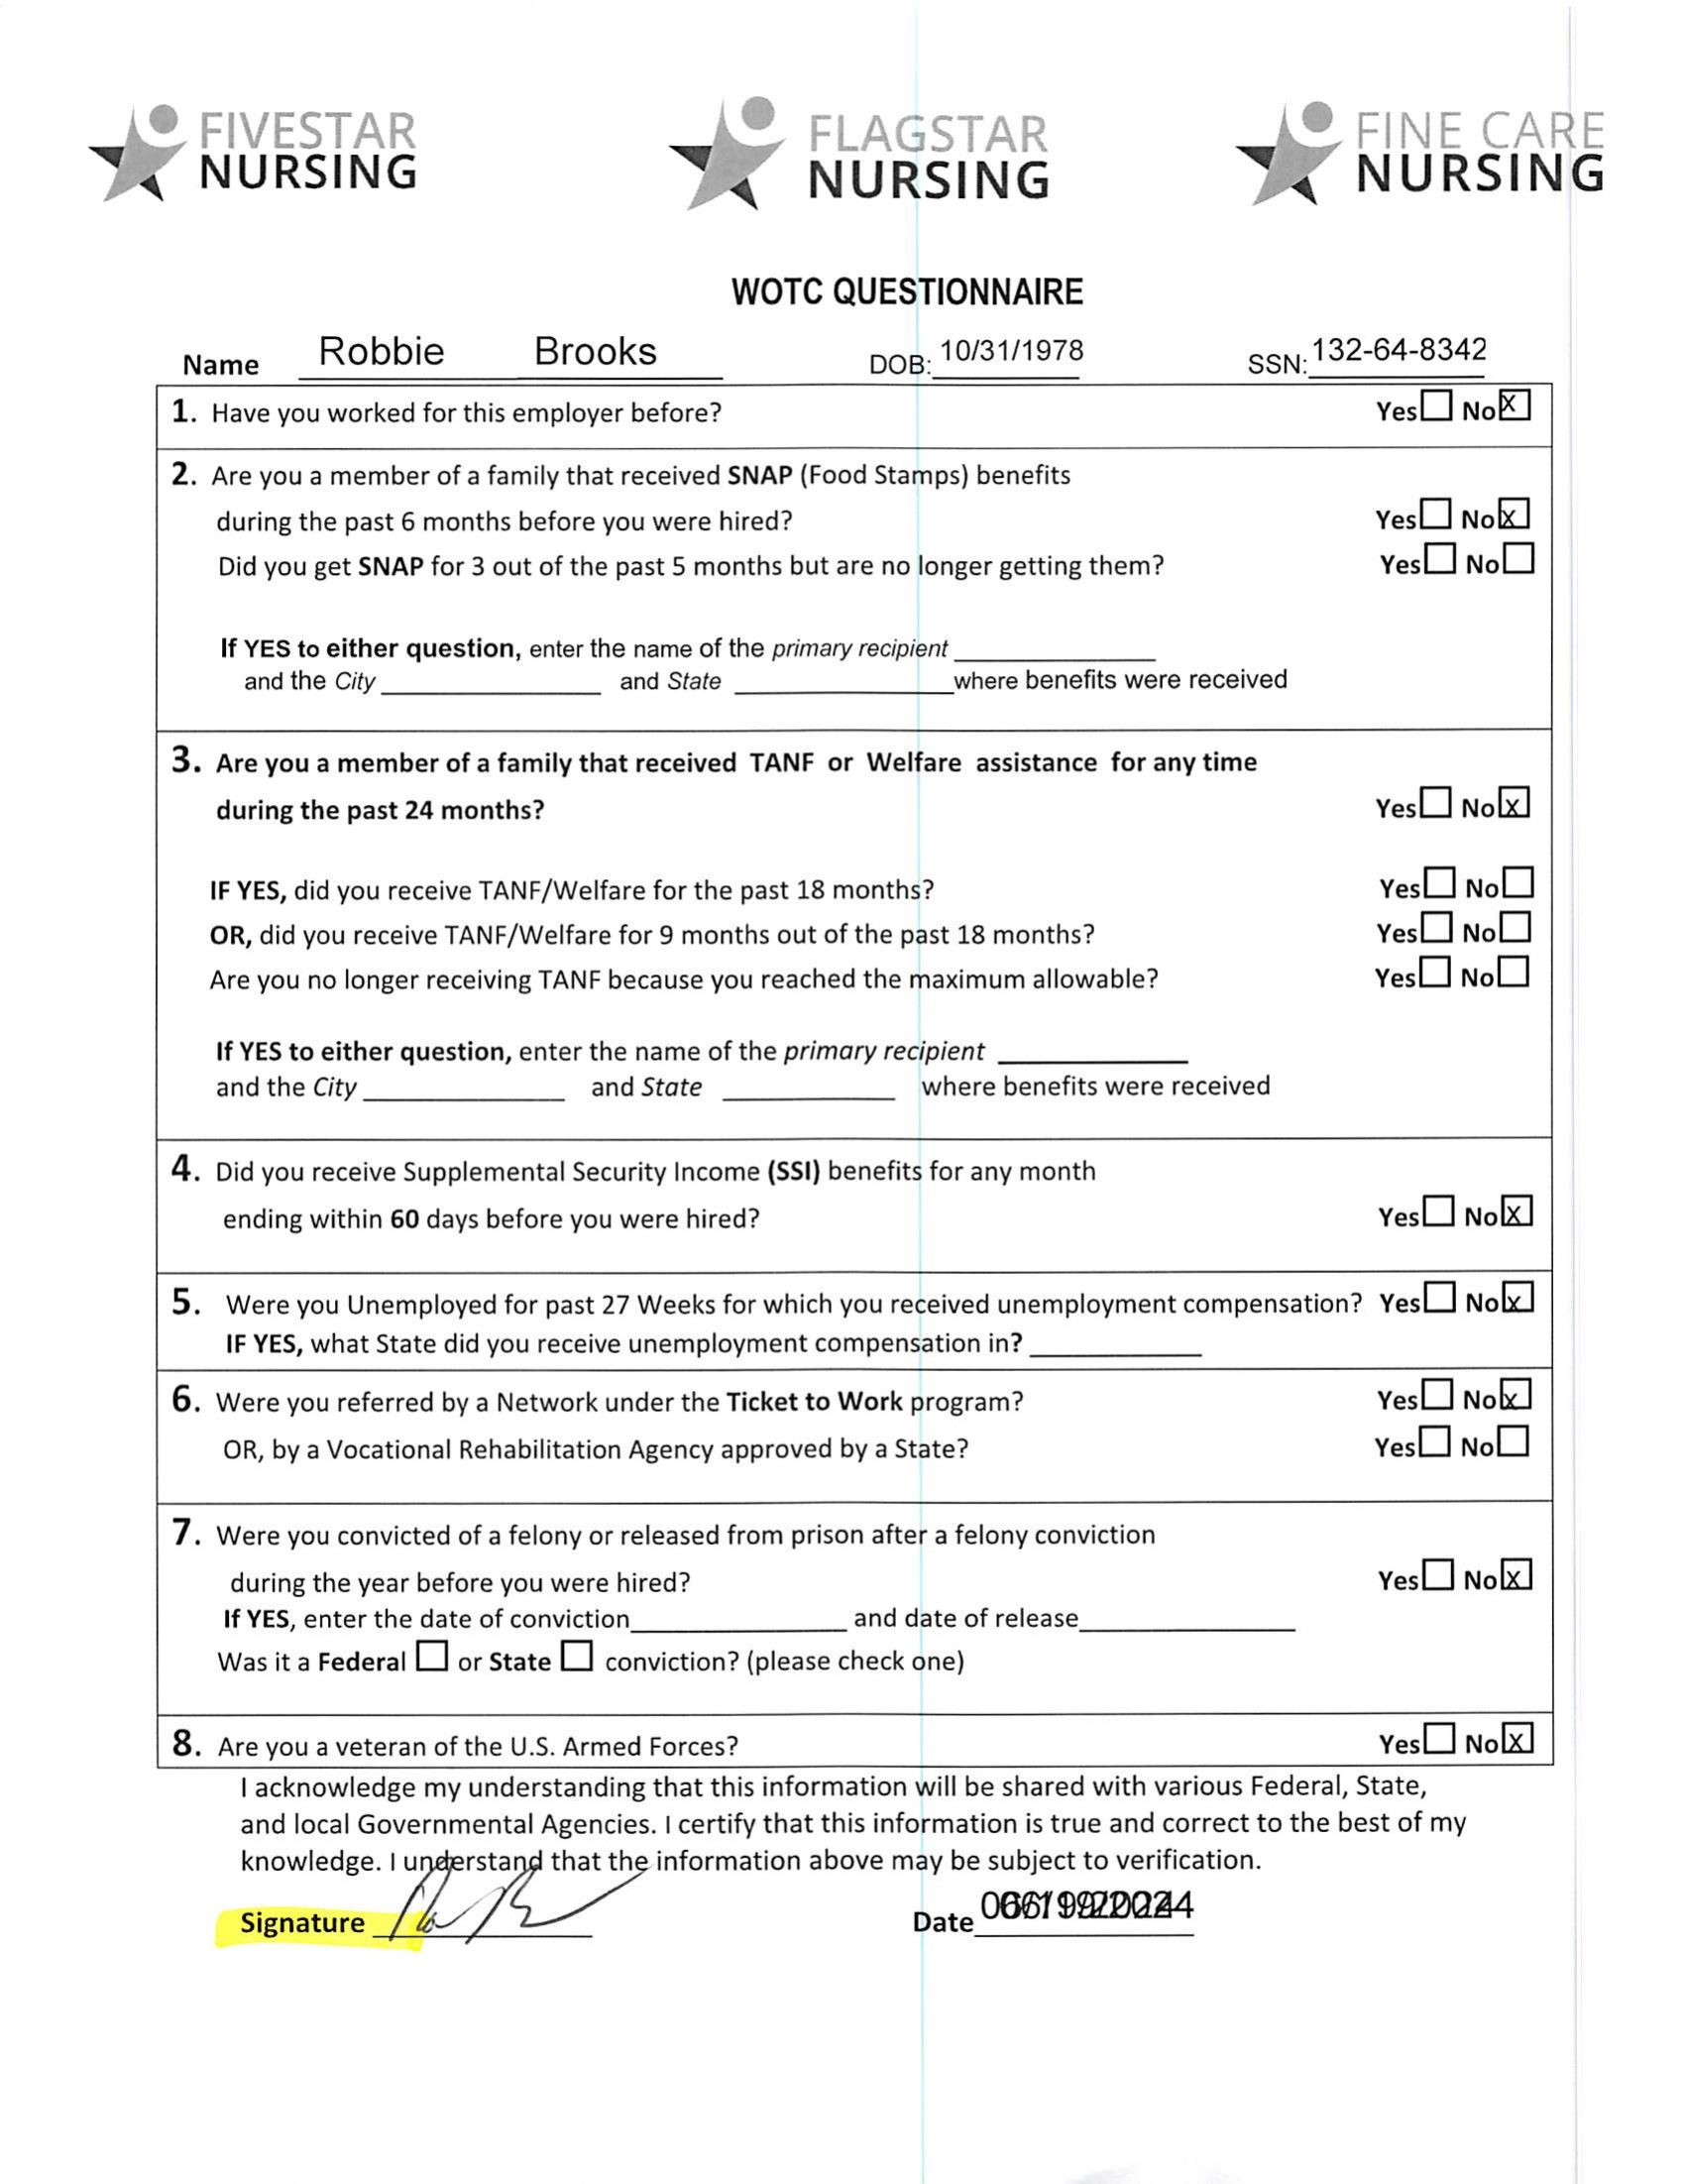 FIVESTAR NURSING
FLAGSTAR NURSING
FINE CARE NURSING
WOTC QUESTIONNAIRE
Name Robbie Brooks DOB: 10/31/1978 SSN: 132-64-8342
1. Have you worked for this employer before? Yes☐ No☒
2. Are you a member of a family that received SNAP (Food Stamps) benefits
during the past 6 months before you were hired? Yes☐ No☒
Did you get SNAP for 3 out of the past 5 months but are no longer getting them? Yes☐ No☐
If YES to either question, enter the name of the primary recipient ____
and the City ____ and State ____ where benefits were received
3. Are you a member of a family that received TANF or Welfare assistance for any time
during the past 24 months? Yes☐ No☒
IF YES, did you receive TANF/Welfare for the past 18 months? Yes☐ No☐
OR, did you receive TANF/Welfare for 9 months out of the past 18 months? Yes☐ No☐
Are you no longer receiving TANF because you reached the maximum allowable? Yes☐ No☐
If YES to either question, enter the name of the primary recipient ____
and the City ____ and State ____ where benefits were received
4. Did you receive Supplemental Security Income (SSI) benefits for any month
ending within 60 days before you were hired? Yes☐ No☒
5. Were you Unemployed for past 27 Weeks for which you received unemployment compensation? Yes☐ No☒
IF YES, what State did you receive unemployment compensation in? ____
6. Were you referred by a Network under the Ticket to Work program? Yes☐ No☒
OR, by a Vocational Rehabilitation Agency approved by a State? Yes☐ No☐
7. Were you convicted of a felony or released from prison after a felony conviction
during the year before you were hired? Yes☐ No☒
If YES, enter the date of conviction ____ and date of release ____
Was it a Federal ☐ or State ☐ conviction? (please check one)
8. Are you a veteran of the U.S. Armed Forces? Yes☐ No☒
I acknowledge my understanding that this information will be shared with various Federal, State,
and local Governmental Agencies. I certify that this information is true and correct to the best of my
knowledge. I understand that the information above may be subject to verification.
Signature Date